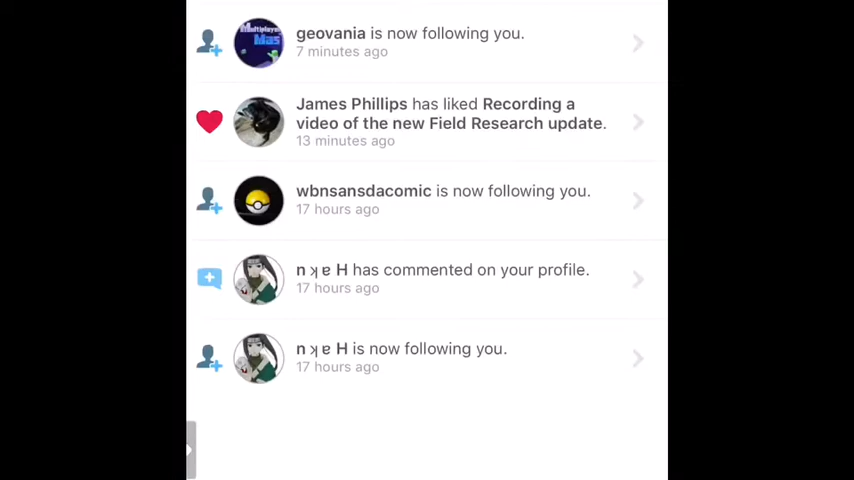 Multiplayer
Mas
geovania is now following you.
7 minutes ago
James Phillips has liked Recording a
video of the new Field Research update.
13 minutes ago
wbnsansdacomic is now following you.
17 hours ago
n ʞ ɐ H has commented on your profile.
17 hours ago
n ʞ ɐ H is now following you.
17 hours ago